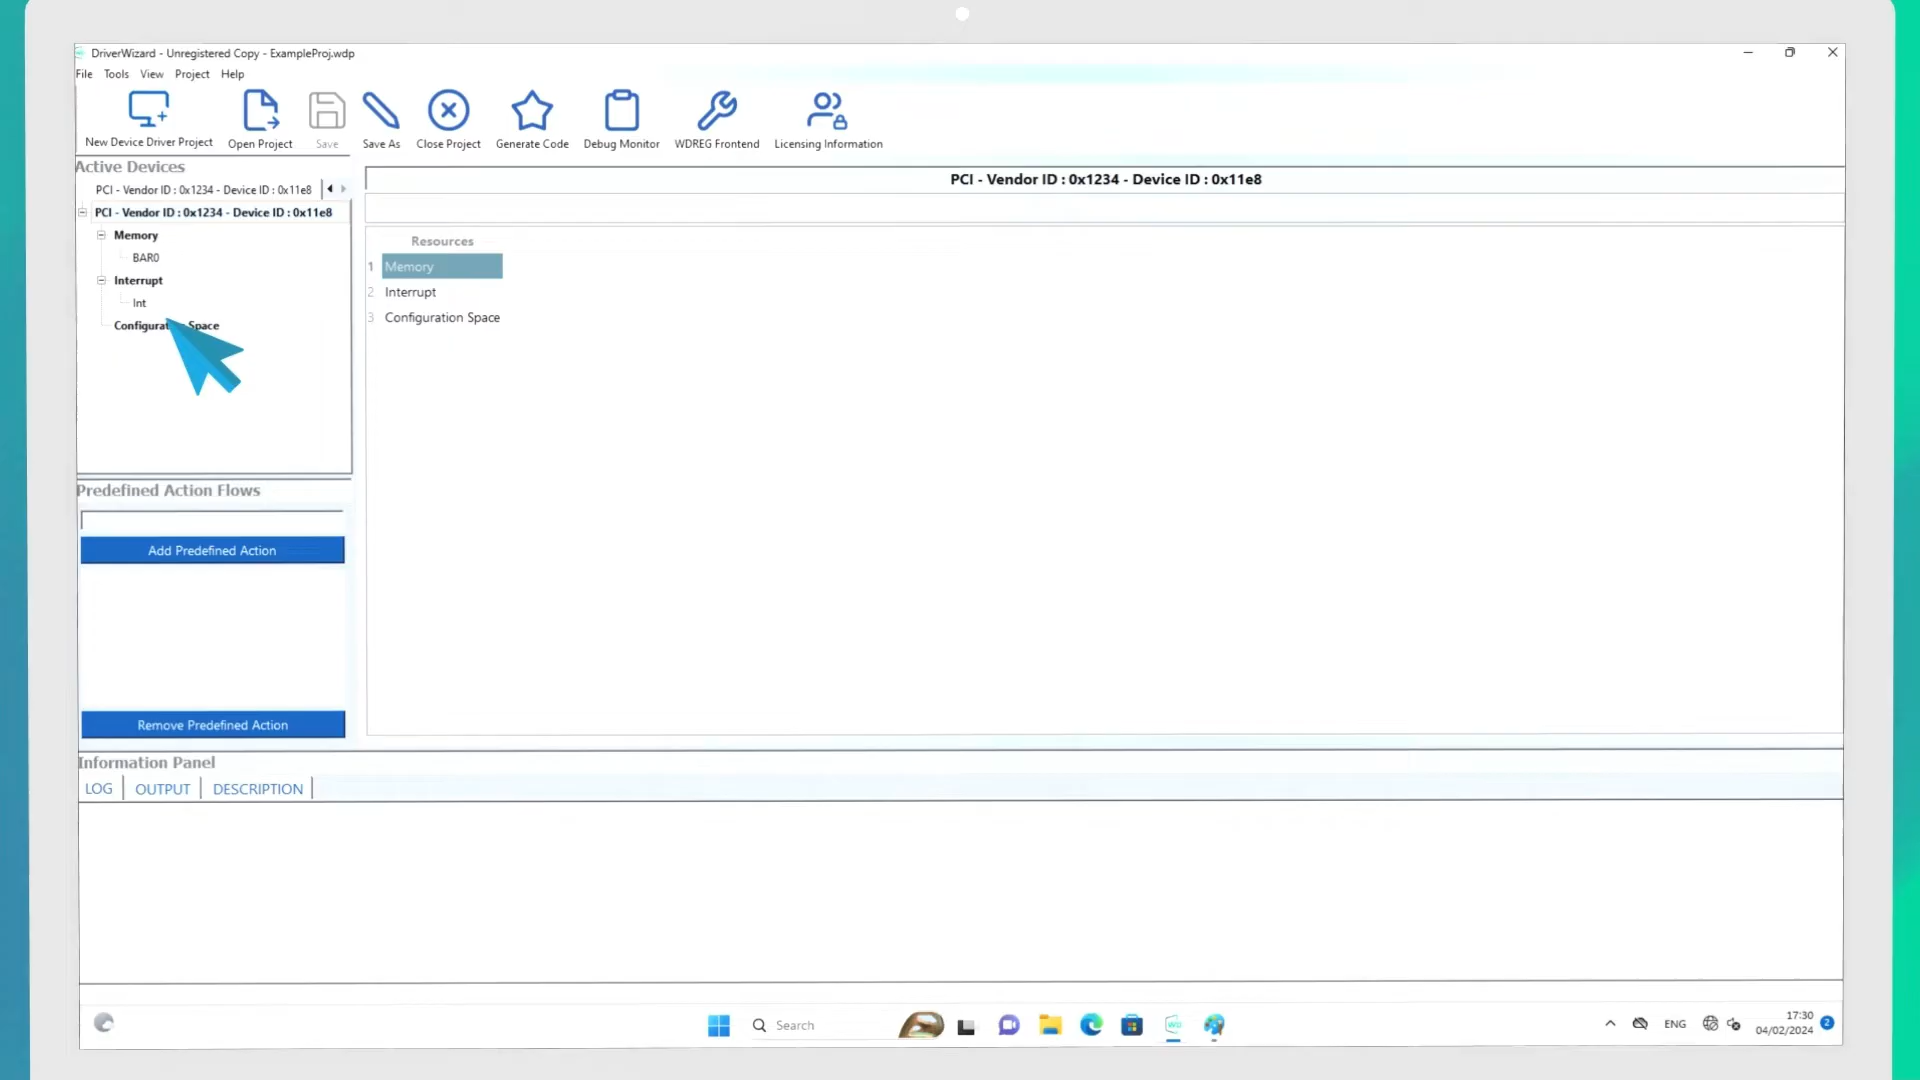 DriverWizard - Unregistered Copy - ExampleProj.wdp
File Tools View Project Help
New Device Driver Project Open Project Save Save As Close Project Generate Code Debug Monitor WDREG Frontend Licensing Information
Active Devices
PCI - Vendor ID : 0x1234 - Device ID : 0x11e8
PCI - Vendor ID : 0x1234 - Device ID : 0x11e8
Memory
BAR0
Interrupt
Int
Space
Predefined Action Flows
Add Predefined Action
Remove Predefined Action
PCI - Vendor ID : 0x1234 - Device ID : 0x11e8
Resources
1 Memory
2 Interrupt
3 Configuration Space
Information Panel
LOG OUTPUT DESCRIPTION
Search
ENG
17:30
04/02/2024
2